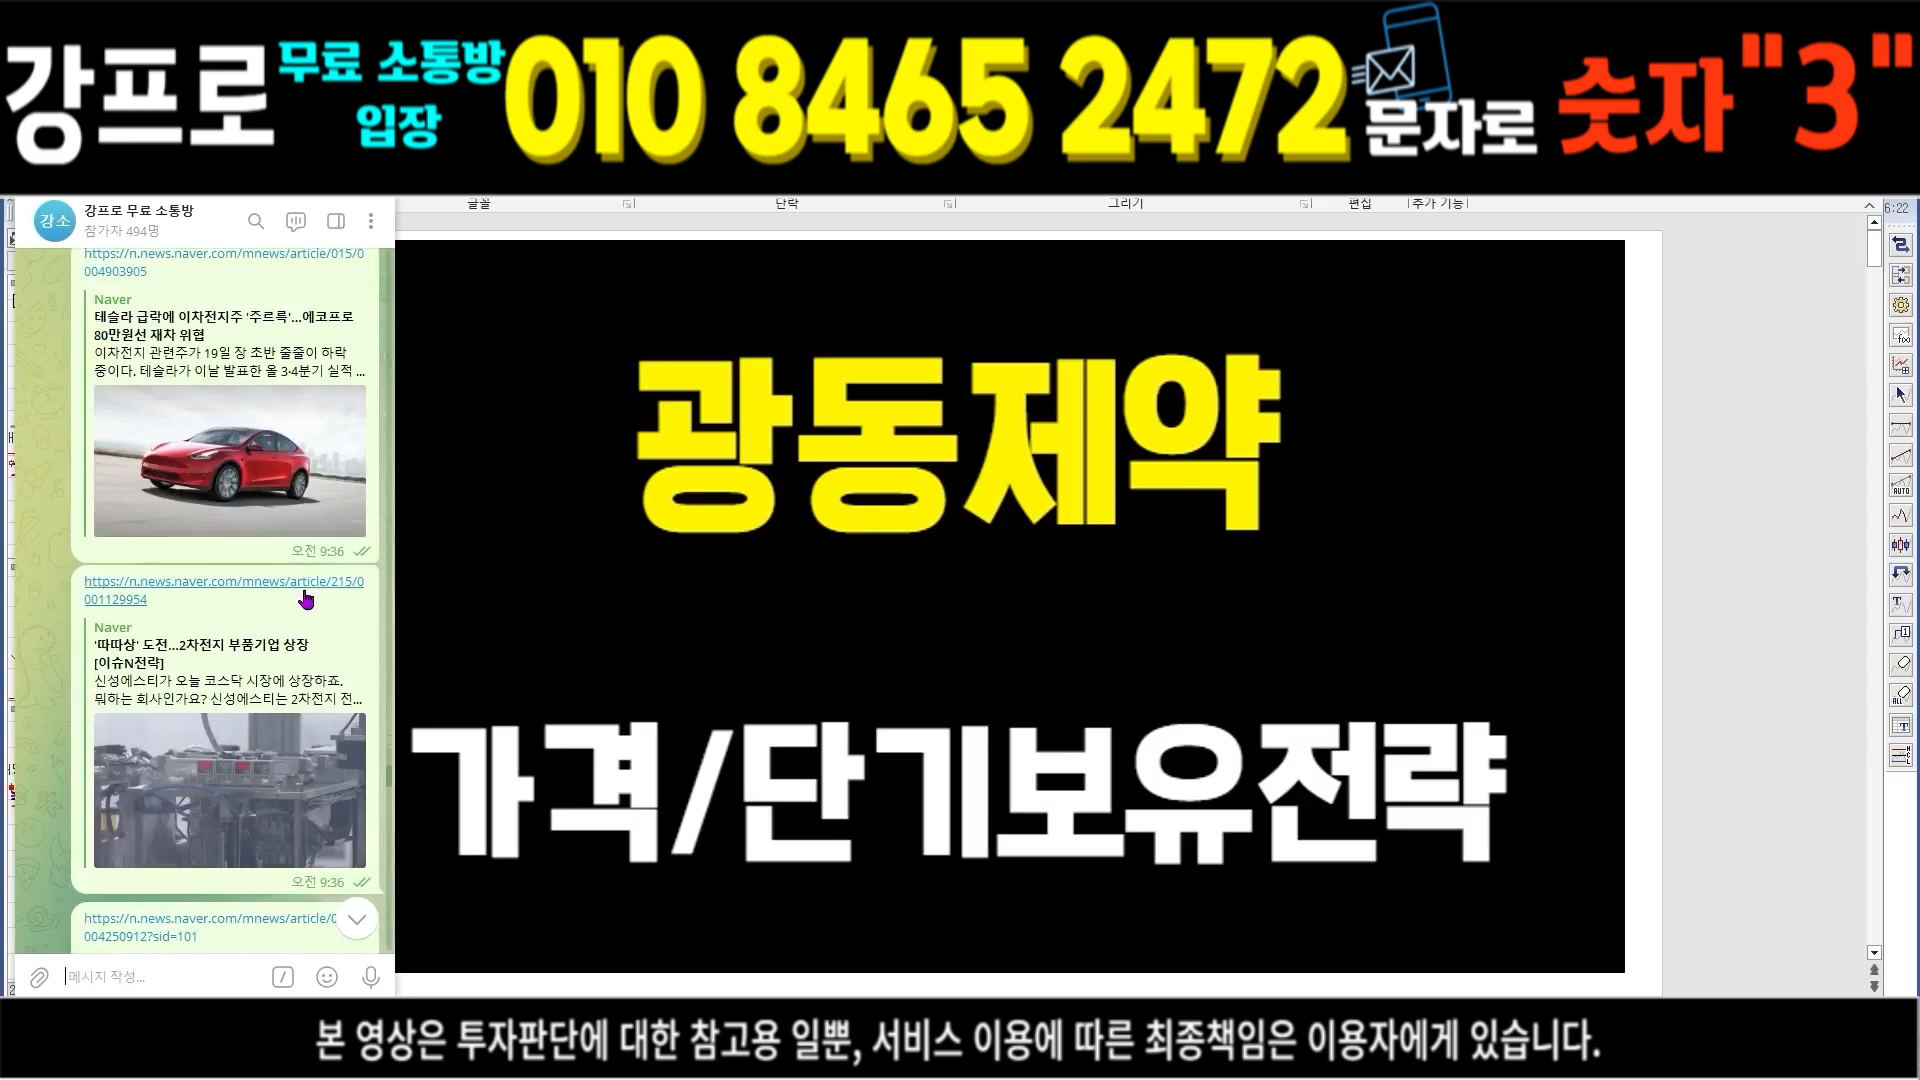 강프로
무료 소통방
입장
010 8465 2472
문자로 숫자"3"
강소
강프로 무료 소통방
참가자 494명
글꼴
단락
그리기
편집
추가 기능
6:22
https://n.news.naver.com/mnews/article/015/0
004903905
Naver
테슬라 급락에 이차전지주 '주르륵'...에코프로
80만원선 재차 위협
이차전지 관련주가 19일 장 초반 줄줄이 하락
중이다. 테슬라가 이날 발표한 올 3·4분기 실적 ...
오전 9:36
https://n.news.naver.com/mnews/article/215/0
001129954
Naver
'따따상' 도전...2차전지 부품기업 상장
[이슈N전략]
신성에스티가 오늘 코스닥 시장에 상장하죠.
뭐하는 회사인가요? 신성에스티는 2차전지 전...
오전 9:36
https://n.news.naver.com/mnews/article/0
004250912?sid=101
메시지 작성...
광동제약
가격/단기보유전략
AUTO
ALL
본 영상은 투자판단에 대한 참고용 일뿐, 서비스 이용에 따른 최종책임은 이용자에게 있습니다.